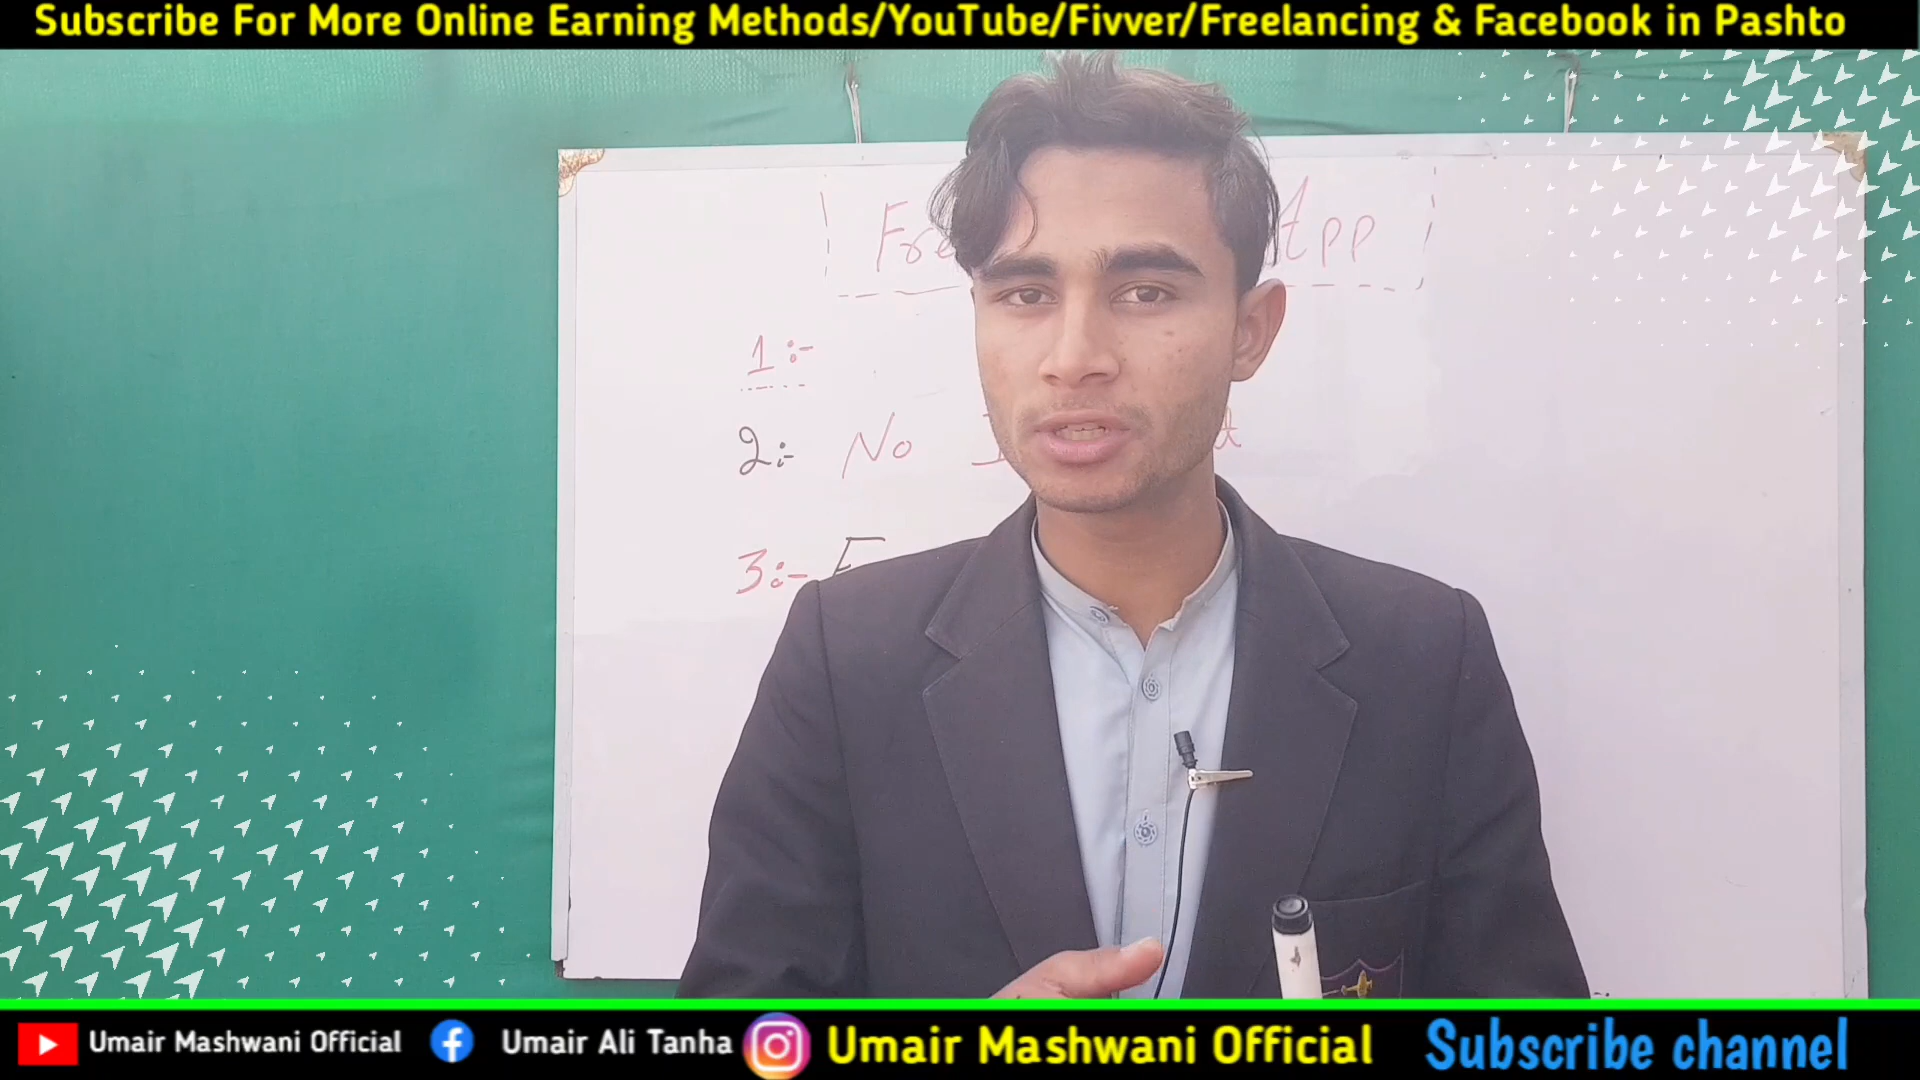 Subscribe For More Online Earning Methods/YouTube/Fivver/Freelancing & Facebook in Pashto
App
1:-
2:- No
3:-
Umair Mashwani Official Umair Ali Tanha Umair Mashwani Official Subscribe channel